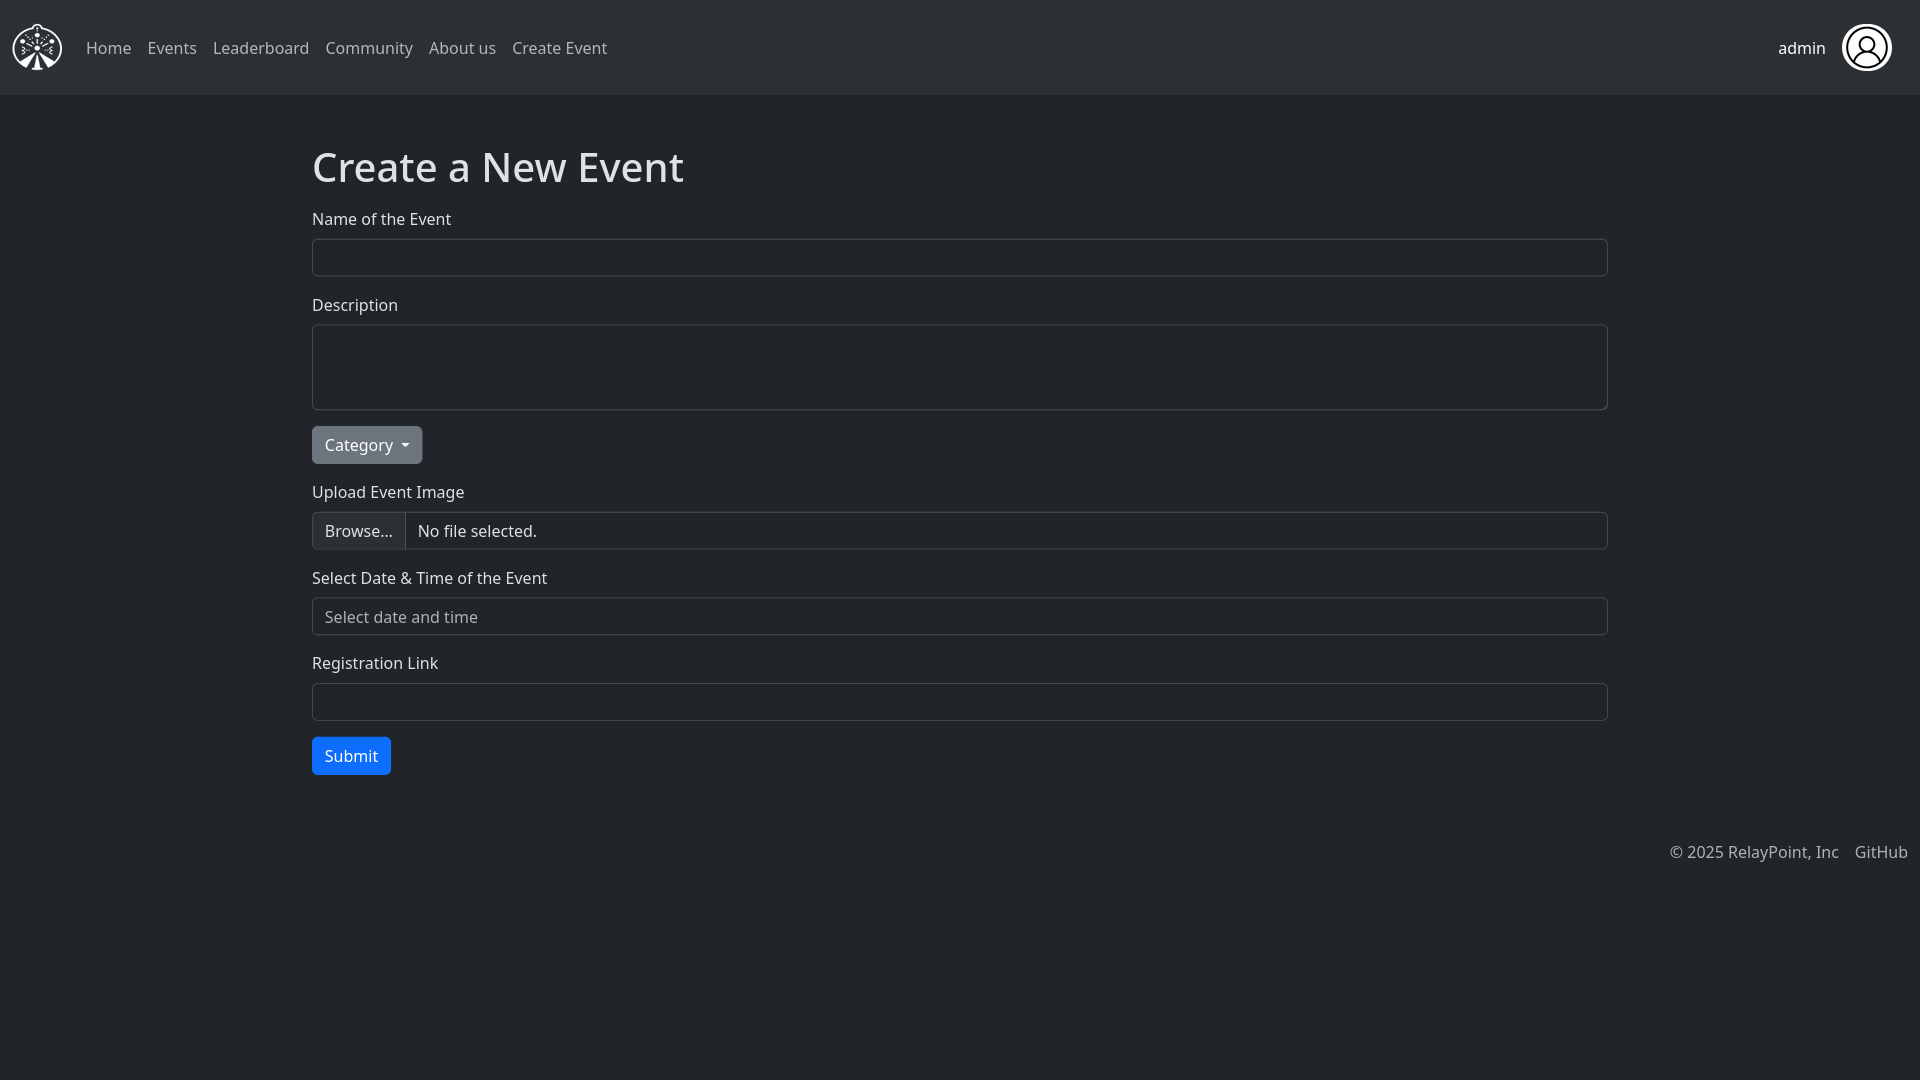 Home Events Leaderboard Community About us Create Event admin
Create a New Event
Name of the Event
Description
Category
Upload Event Image
Browse... No file selected.
Select Date & Time of the Event
Select date and time
Registration Link
Submit
© 2025 RelayPoint, Inc GitHub